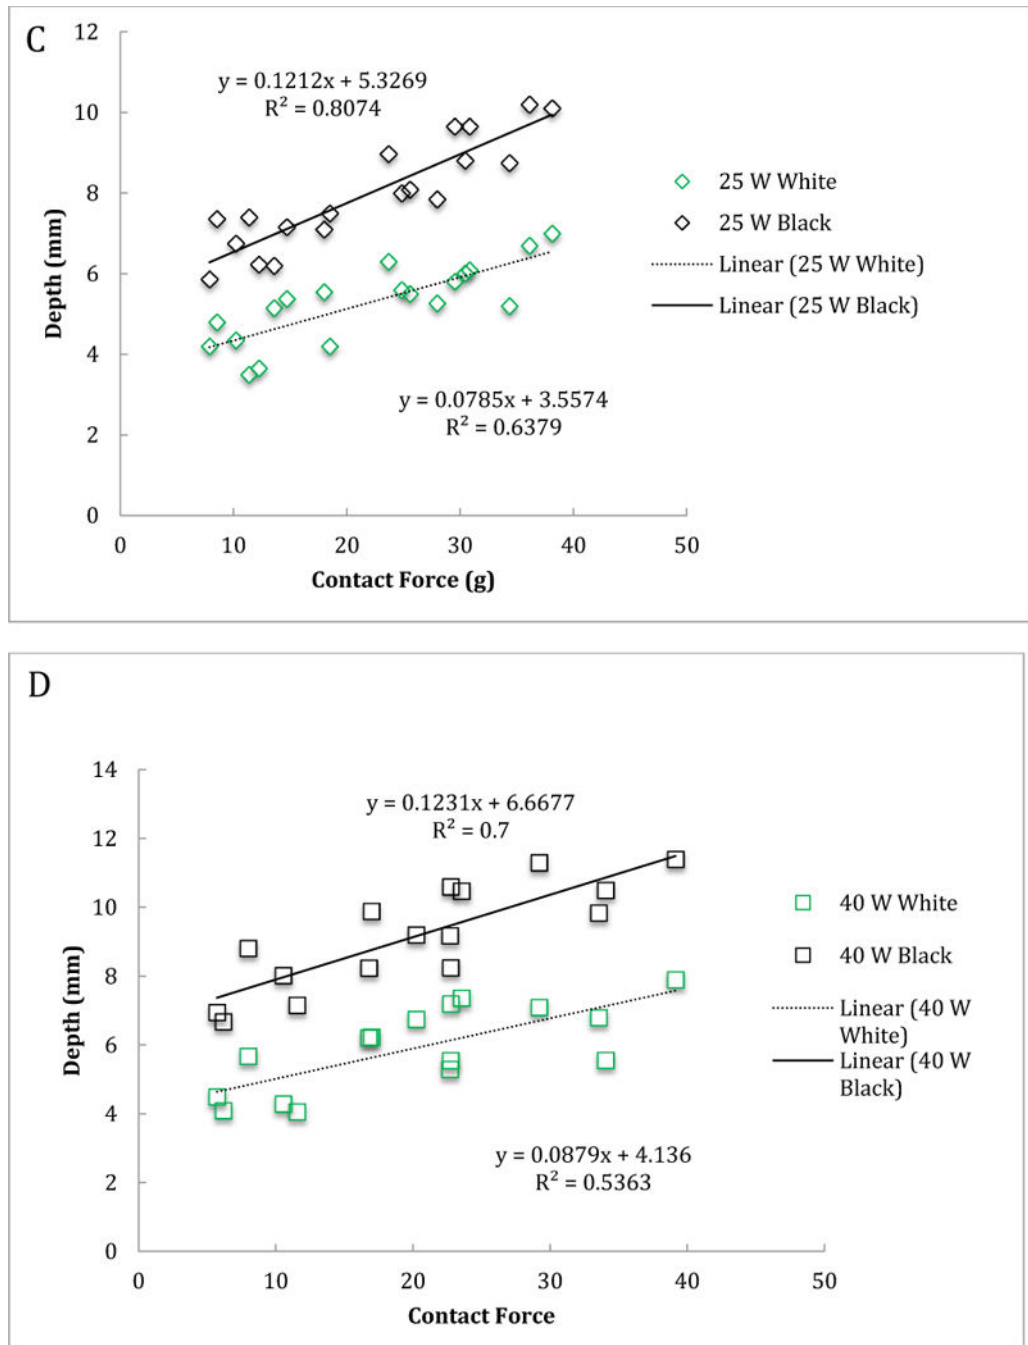 C
12
10
8
6
4
2
0
Depth (mm)
y = 0.1212x + 5.3269
R² = 0.8074
y = 0.0785x + 3.5574
R² = 0.6379
0 10 20 30 40 50
Contact Force (g)
25 W White
25 W Black
Linear (25 W White)
Linear (25 W Black)
D
14
12
10
8
6
4
2
0
Depth (mm)
y = 0.1231x + 6.6677
R² = 0.7
y = 0.0879x + 4.136
R² = 0.5363
0 10 20 30 40 50
Contact Force
40 W White
40 W Black
Linear (40 W
White)
Linear (40 W
Black)